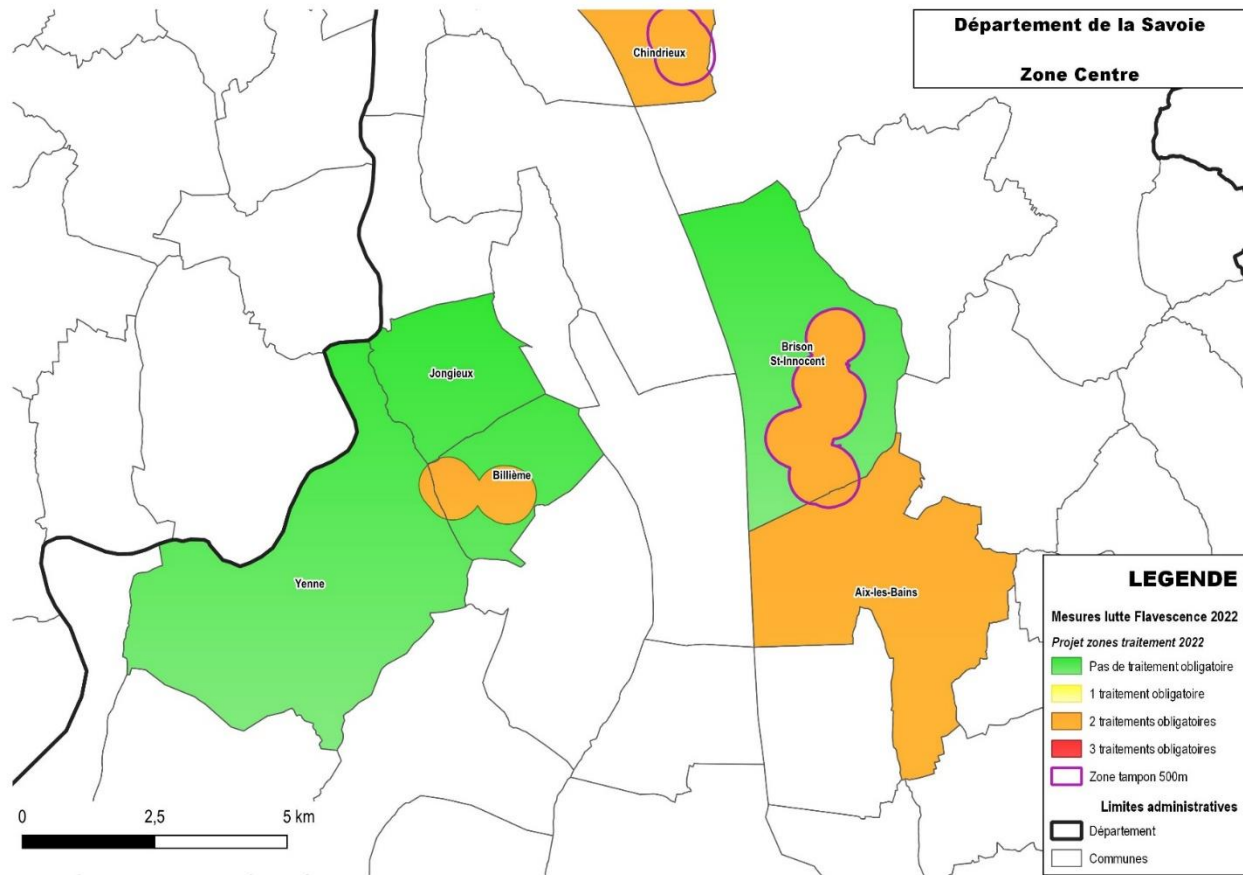 Département de la Savoie
Zone Centre
Chindrieux
Brison
St-Innocent
Jongieux
Billième
Yenne
Aix-les-Bains
LEGENDE
Mesures lutte Flavescence 2022
Projet zones traitement 2022
Pas de traitement obligatoire
1 traitement obligatoire
2 traitements obligatoires
3 traitements obligatoires
Zone tampon 500m
Limites administratives
Département
Communes
0 2,5 5 km